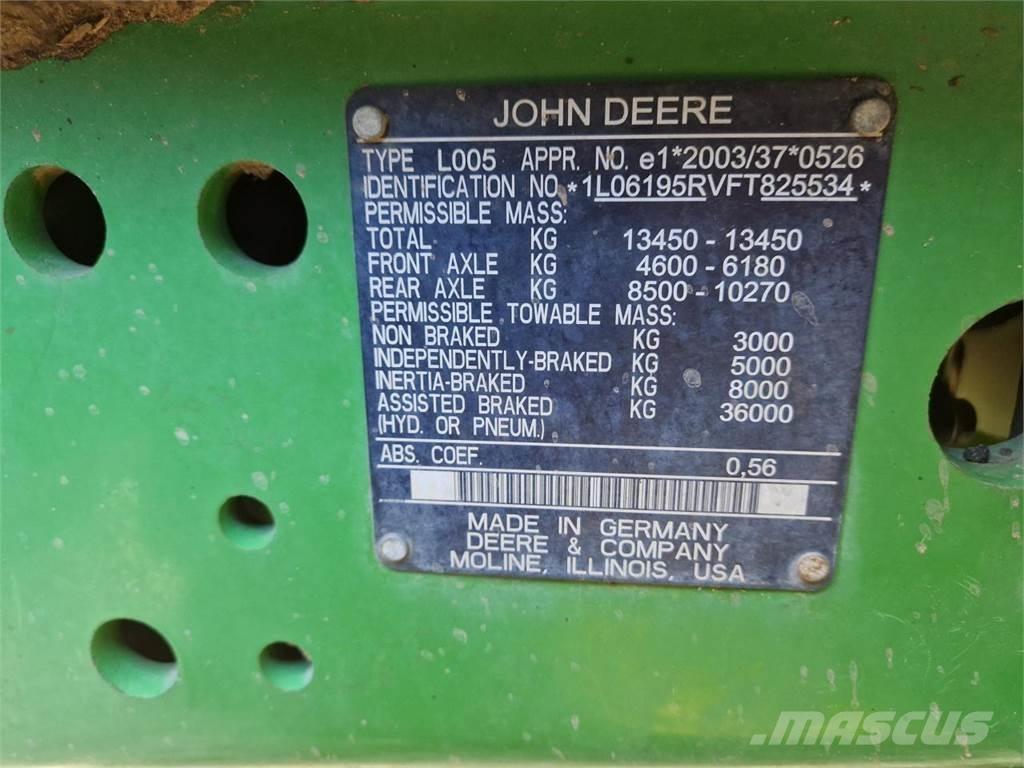 JOHN DEERE
TYPE L005 APPR. NO. e1*2003/37*0526
IDENTIFICATION NO. *1L06195RVFT825534*
PERMISSIBLE MASS:
TOTAL KG 13450 - 13450
FRONT AXLE KG 4600 - 6180
REAR AXLE KG 8500 - 10270
PERMISSIBLE TOWABLE MASS:
NON BRAKED KG 3000
INDEPENDENTLY-BRAKED KG 5000
INERTIA-BRAKED KG 8000
ASSISTED BRAKED KG 36000
(HYD. OR PNEUM.)
ABS. COEF. 0,56
MADE IN GERMANY
DEERE & COMPANY
MOLINE, ILLINOIS, USA
MASCUS